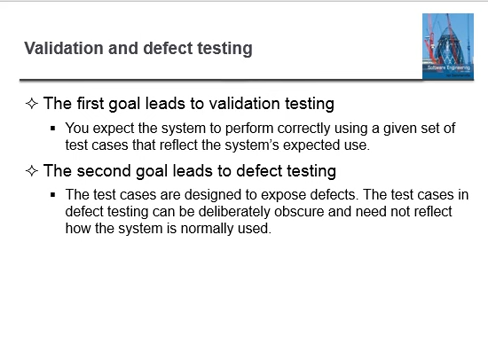 Validation and defect testing
Software Engineering
The first goal leads to validation testing
You expect the system to perform correctly using a given set of
test cases that reflect the system's expected use.
The second goal leads to defect testing
The test cases are designed to expose defects. The test cases in
defect testing can be deliberately obscure and need not reflect
how the system is normally used.